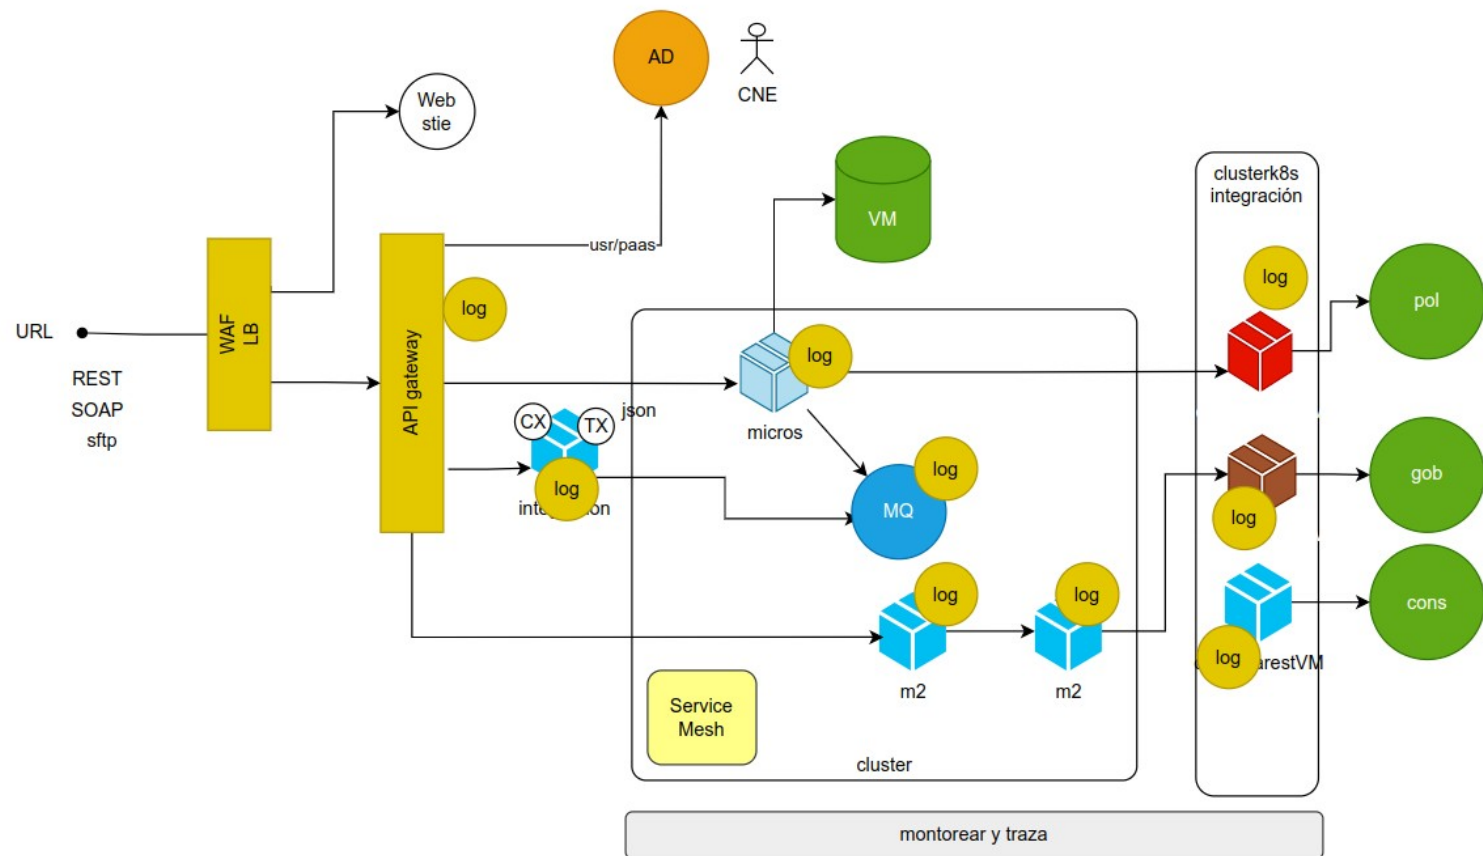 AD
CNE
Web
stie
clusterk8s
integración
VM
usr/paas
log
log
pol
URL
WAF
LB
API gateway
REST
SOAP
sftp
log
json
CX
TX
micros
log
log
MQ
gob
log
log
log
cons
log
m2
m2
Service
Mesh
cluster
montorear y traza